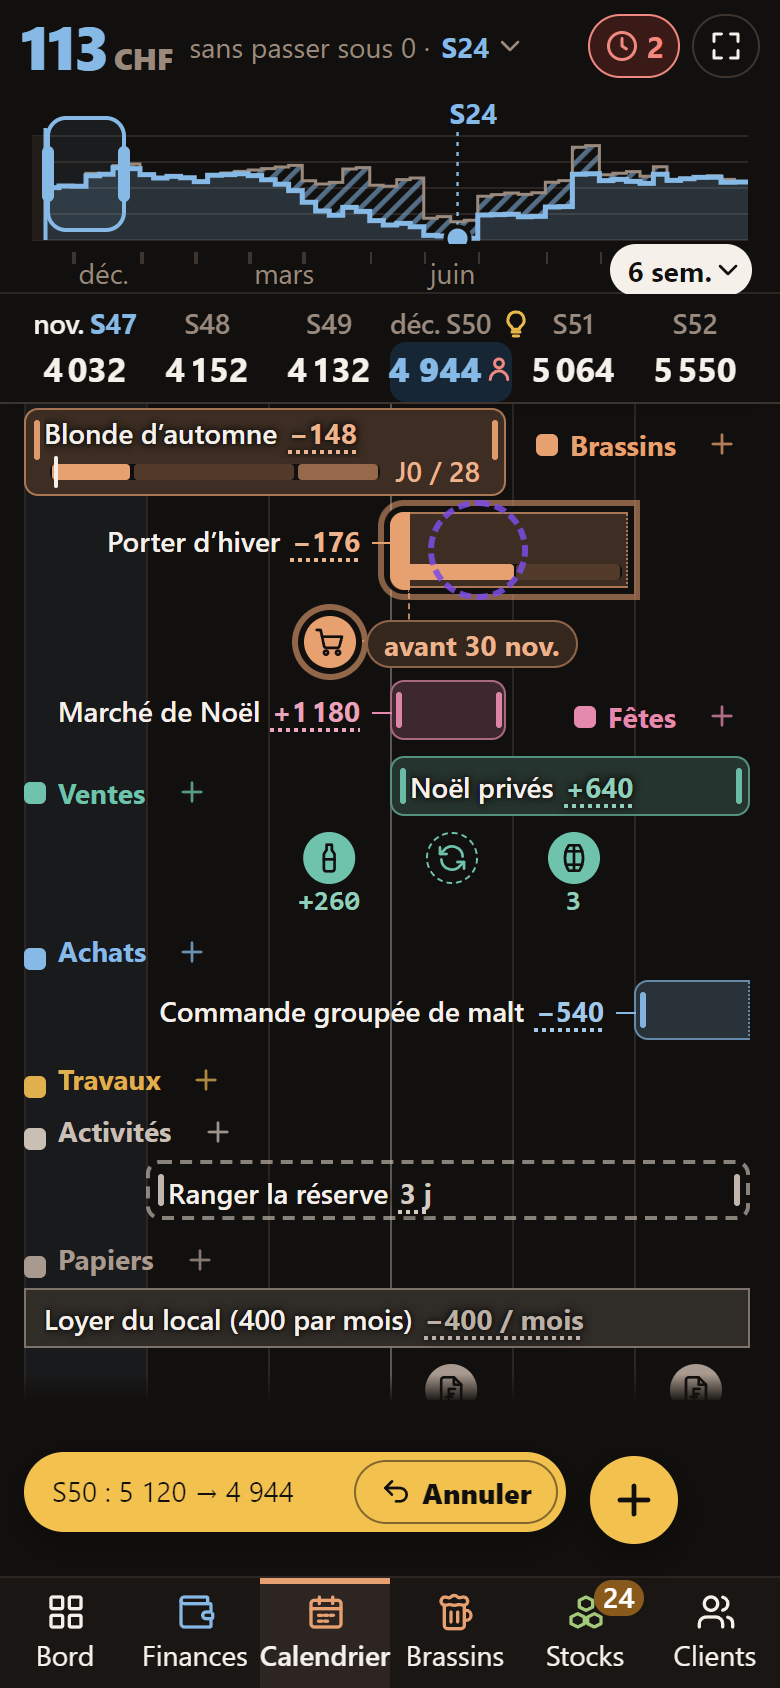 113 CHF sans passer sous 0 · S24
2
S24
déc. mars juin
6 sem.
nov. S47 S48 S49 déc. S50 S51 S52
4 032 4 152 4 132 4 944 5 064 5 550
Blonde d’automne −148
J0 / 28
Brassins +
Porter d’hiver −176
avant 30 nov.
Marché de Noël +1 180
Fêtes +
Ventes +
Noël privés +640
+260 3
Achats +
Commande groupée de malt −540
Travaux +
Activités +
Ranger la réserve 3 j
Papiers +
Loyer du local (400 par mois) −400 / mois
S50 : 5 120 → 4 944 Annuler +
24
Bord Finances Calendrier Brassins Stocks Clients